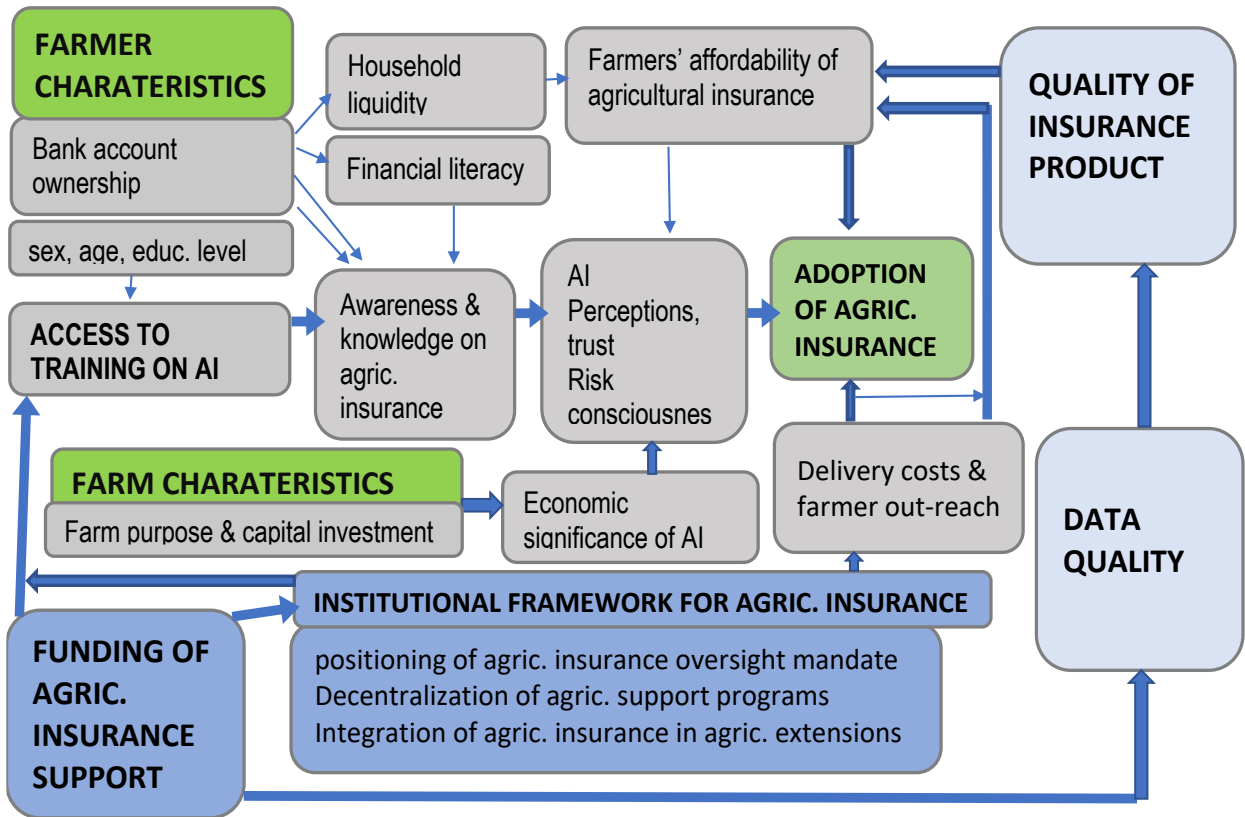 FARMER
CHARATERISTICS
Bank account
ownership
sex, age, educ. level
ACCESS TO
TRAINING ON AI
Household
liquidity
Financial literacy
Awareness &
knowledge on
agric.
insurance
Farmers’ affordability of
agricultural insurance
AI
Perceptions,
trust
Risk
consciousnes
ADOPTION
OF AGRIC.
INSURANCE
QUALITY OF
INSURANCE
PRODUCT
FARM CHARATERISTICS
Farm purpose & capital investment
Economic
significance of AI
Delivery costs &
farmer out-reach
DATA
QUALITY
INSTITUTIONAL FRAMEWORK FOR AGRIC. INSURANCE
positioning of agric. insurance oversight mandate
Decentralization of agric. support programs
Integration of agric. insurance in agric. extensions
FUNDING OF
AGRIC.
INSURANCE
SUPPORT